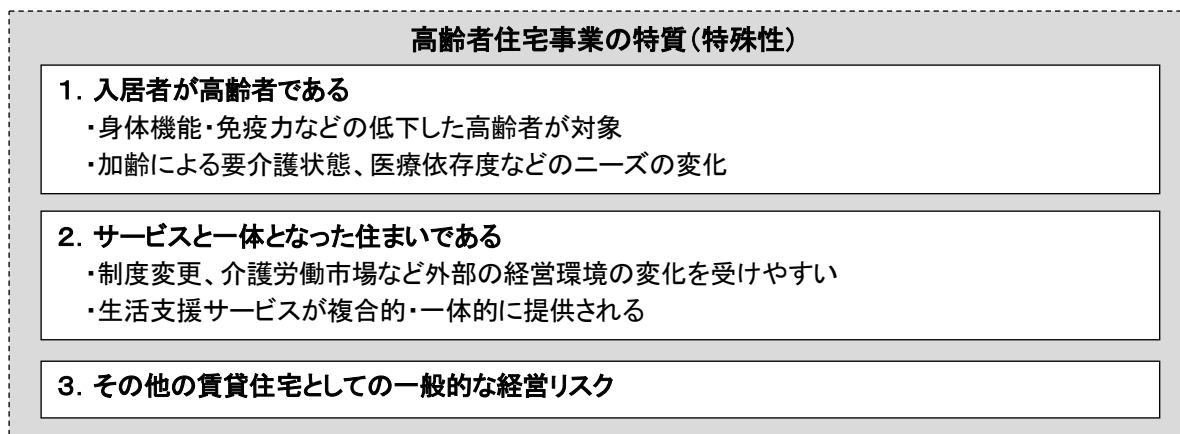 高齢者住宅事業の特質（特殊性）
１．入居者が高齢者である
・身体機能・免疫力などの低下した高齢者が対象
・加齢による要介護状態、医療依存度などのニーズの変化
２．サービスと一体となった住まいである
・制度変更、介護労働市場など外部の経営環境の変化を受けやすい
・生活支援サービスが複合的・一体的に提供される
３．その他の賃貸住宅としての一般的な経営リスク